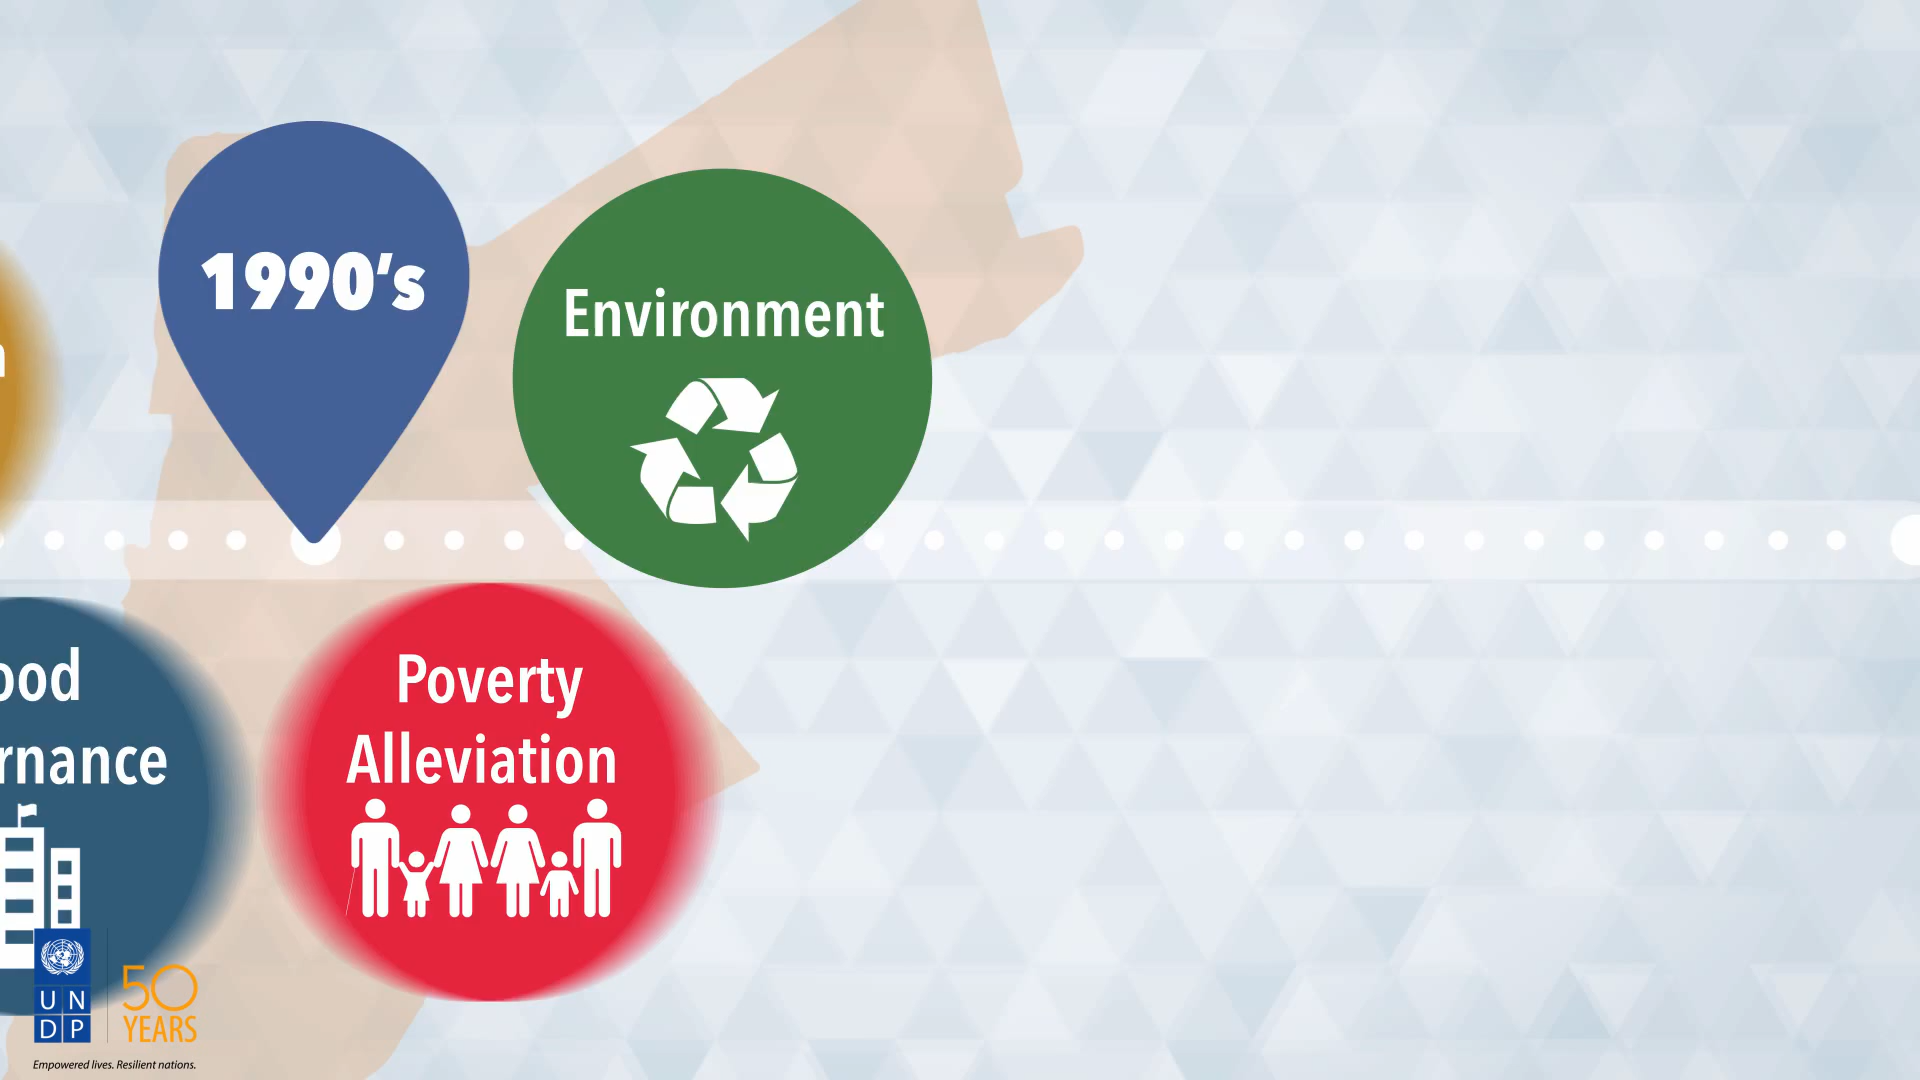 1990's
Environment
Poverty
Alleviation
UN
DP
50
YEARS
Empowered lives. Resilient nations.